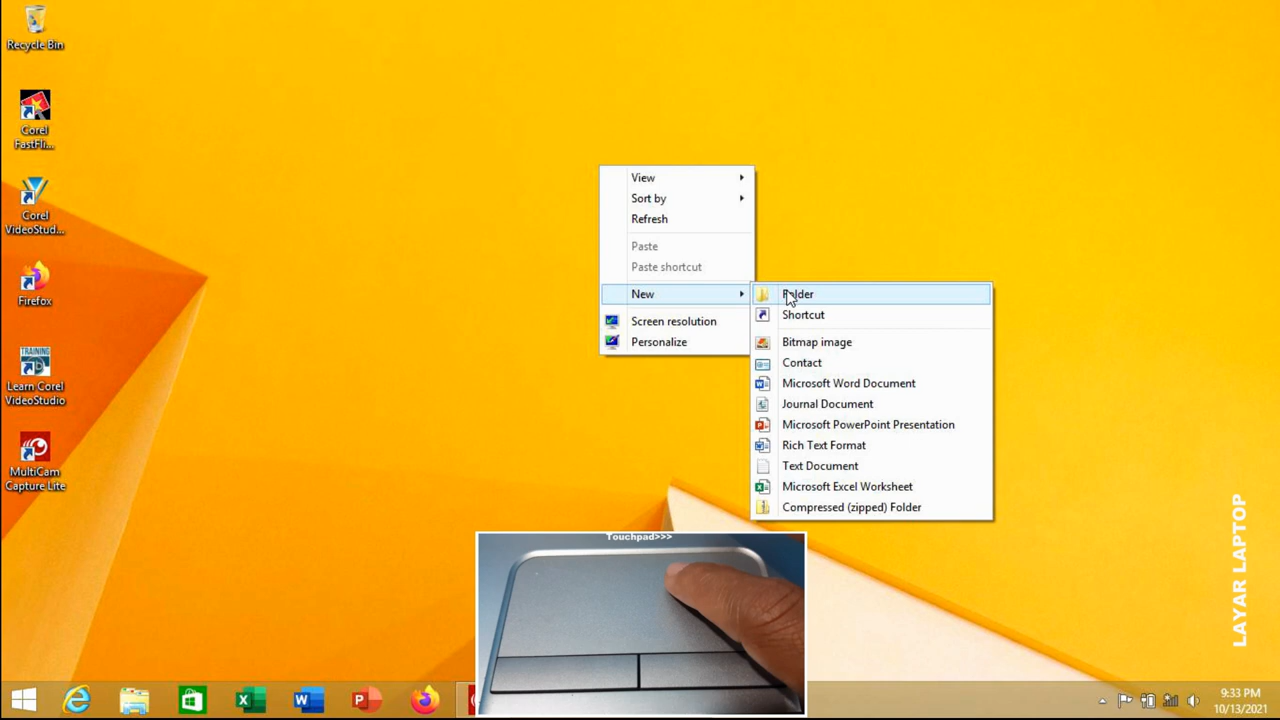 Recycle Bin
Corel
FastFli...
Corel
VideoStud...
Firefox
TRAINING
Learn Corel
VideoStudio
MultiCam
Capture Lite
View
Sort by
Refresh
Paste
Paste shortcut
New
Screen resolution
Personalize
Folder
Shortcut
Bitmap image
Contact
Microsoft Word Document
Journal Document
Microsoft PowerPoint Presentation
Rich Text Format
Text Document
Microsoft Excel Worksheet
Compressed (zipped) Folder
Touchpad>>>
LAYAR LAPTOP
9:33 PM
10/13/2021